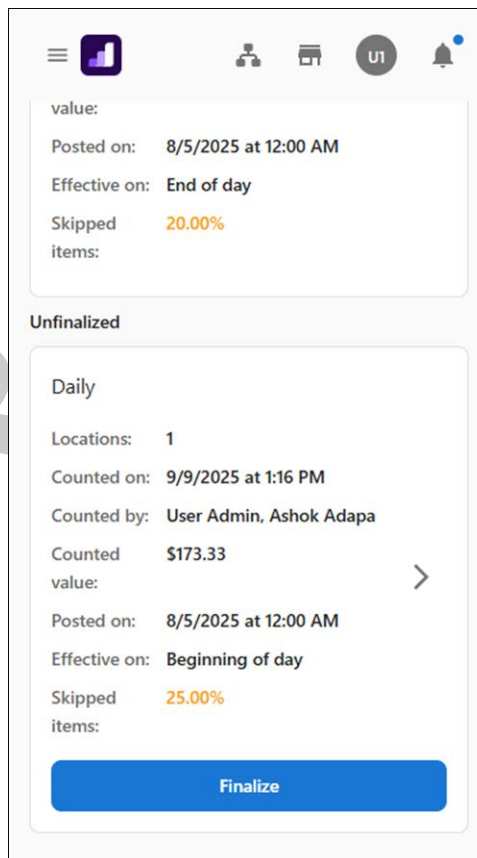 U1
value:
Posted on: 8/5/2025 at 12:00 AM
Effective on: End of day
Skipped 20.00%
items:
Unfinalized
Daily
Locations: 1
Counted on: 9/9/2025 at 1:16 PM
Counted by: User Admin, Ashok Adapa
Counted $173.33
value:
Posted on: 8/5/2025 at 12:00 AM
Effective on: Beginning of day
Skipped 25.00%
items:
Finalize